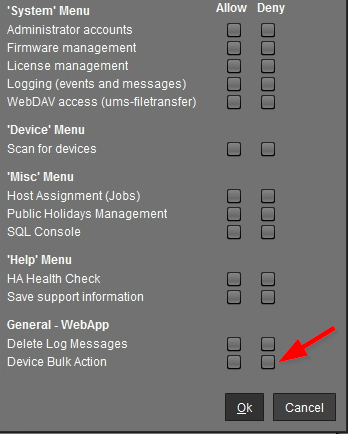 'System' Menu Allow Deny
Administrator accounts
Firmware management
License management
Logging (events and messages)
WebDAV access (ums-filetransfer)
'Device' Menu
Scan for devices
'Misc' Menu
Host Assignment (Jobs)
Public Holidays Management
SQL Console
'Help' Menu
HA Health Check
Save support information
General - WebApp
Delete Log Messages
Device Bulk Action
Ok Cancel